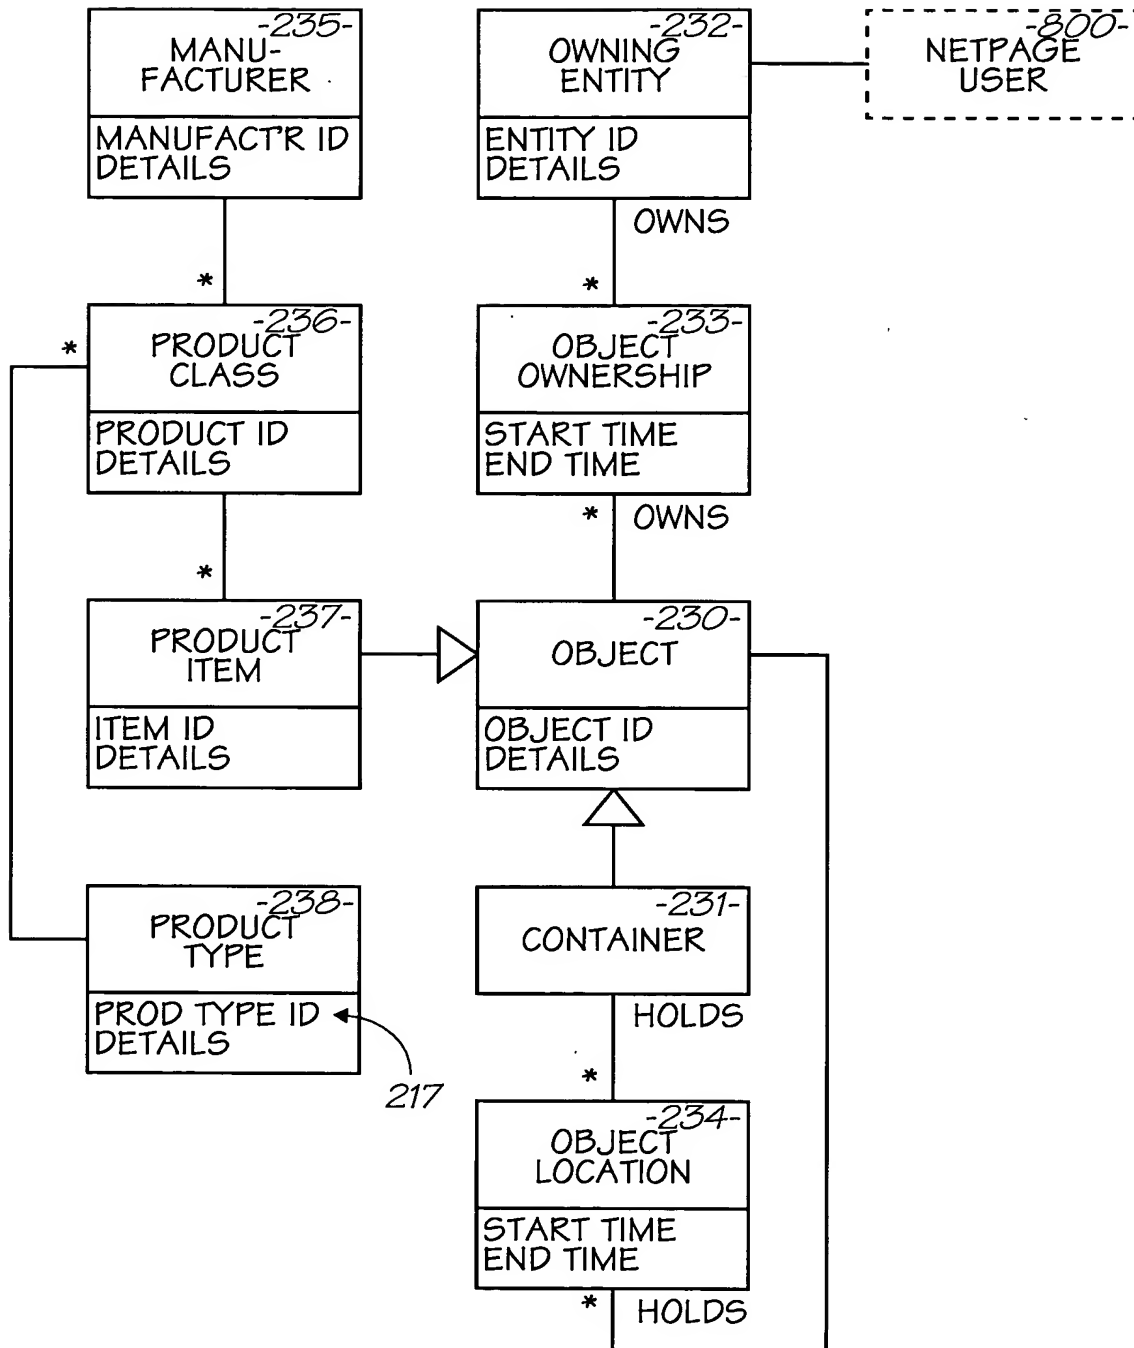 -235-
MANU-
FACTURER
MANUFACT'R ID
DETAILS
-232-
OWNING
ENTITY
ENTITY ID
DETAILS
-800-
NETPAGE
USER
OWNS
*
*
-236-
PRODUCT
CLASS
PRODUCT ID
DETAILS
*
-233-
OBJECT
OWNERSHIP
START TIME
END TIME
* OWNS
*
-237-
PRODUCT
ITEM
ITEM ID
DETAILS
-230-
OBJECT
OBJECT ID
DETAILS
-238-
PRODUCT
TYPE
PROD TYPE ID
DETAILS
217
-231-
CONTAINER
HOLDS
*
-234-
OBJECT
LOCATION
START TIME
END TIME
* HOLDS